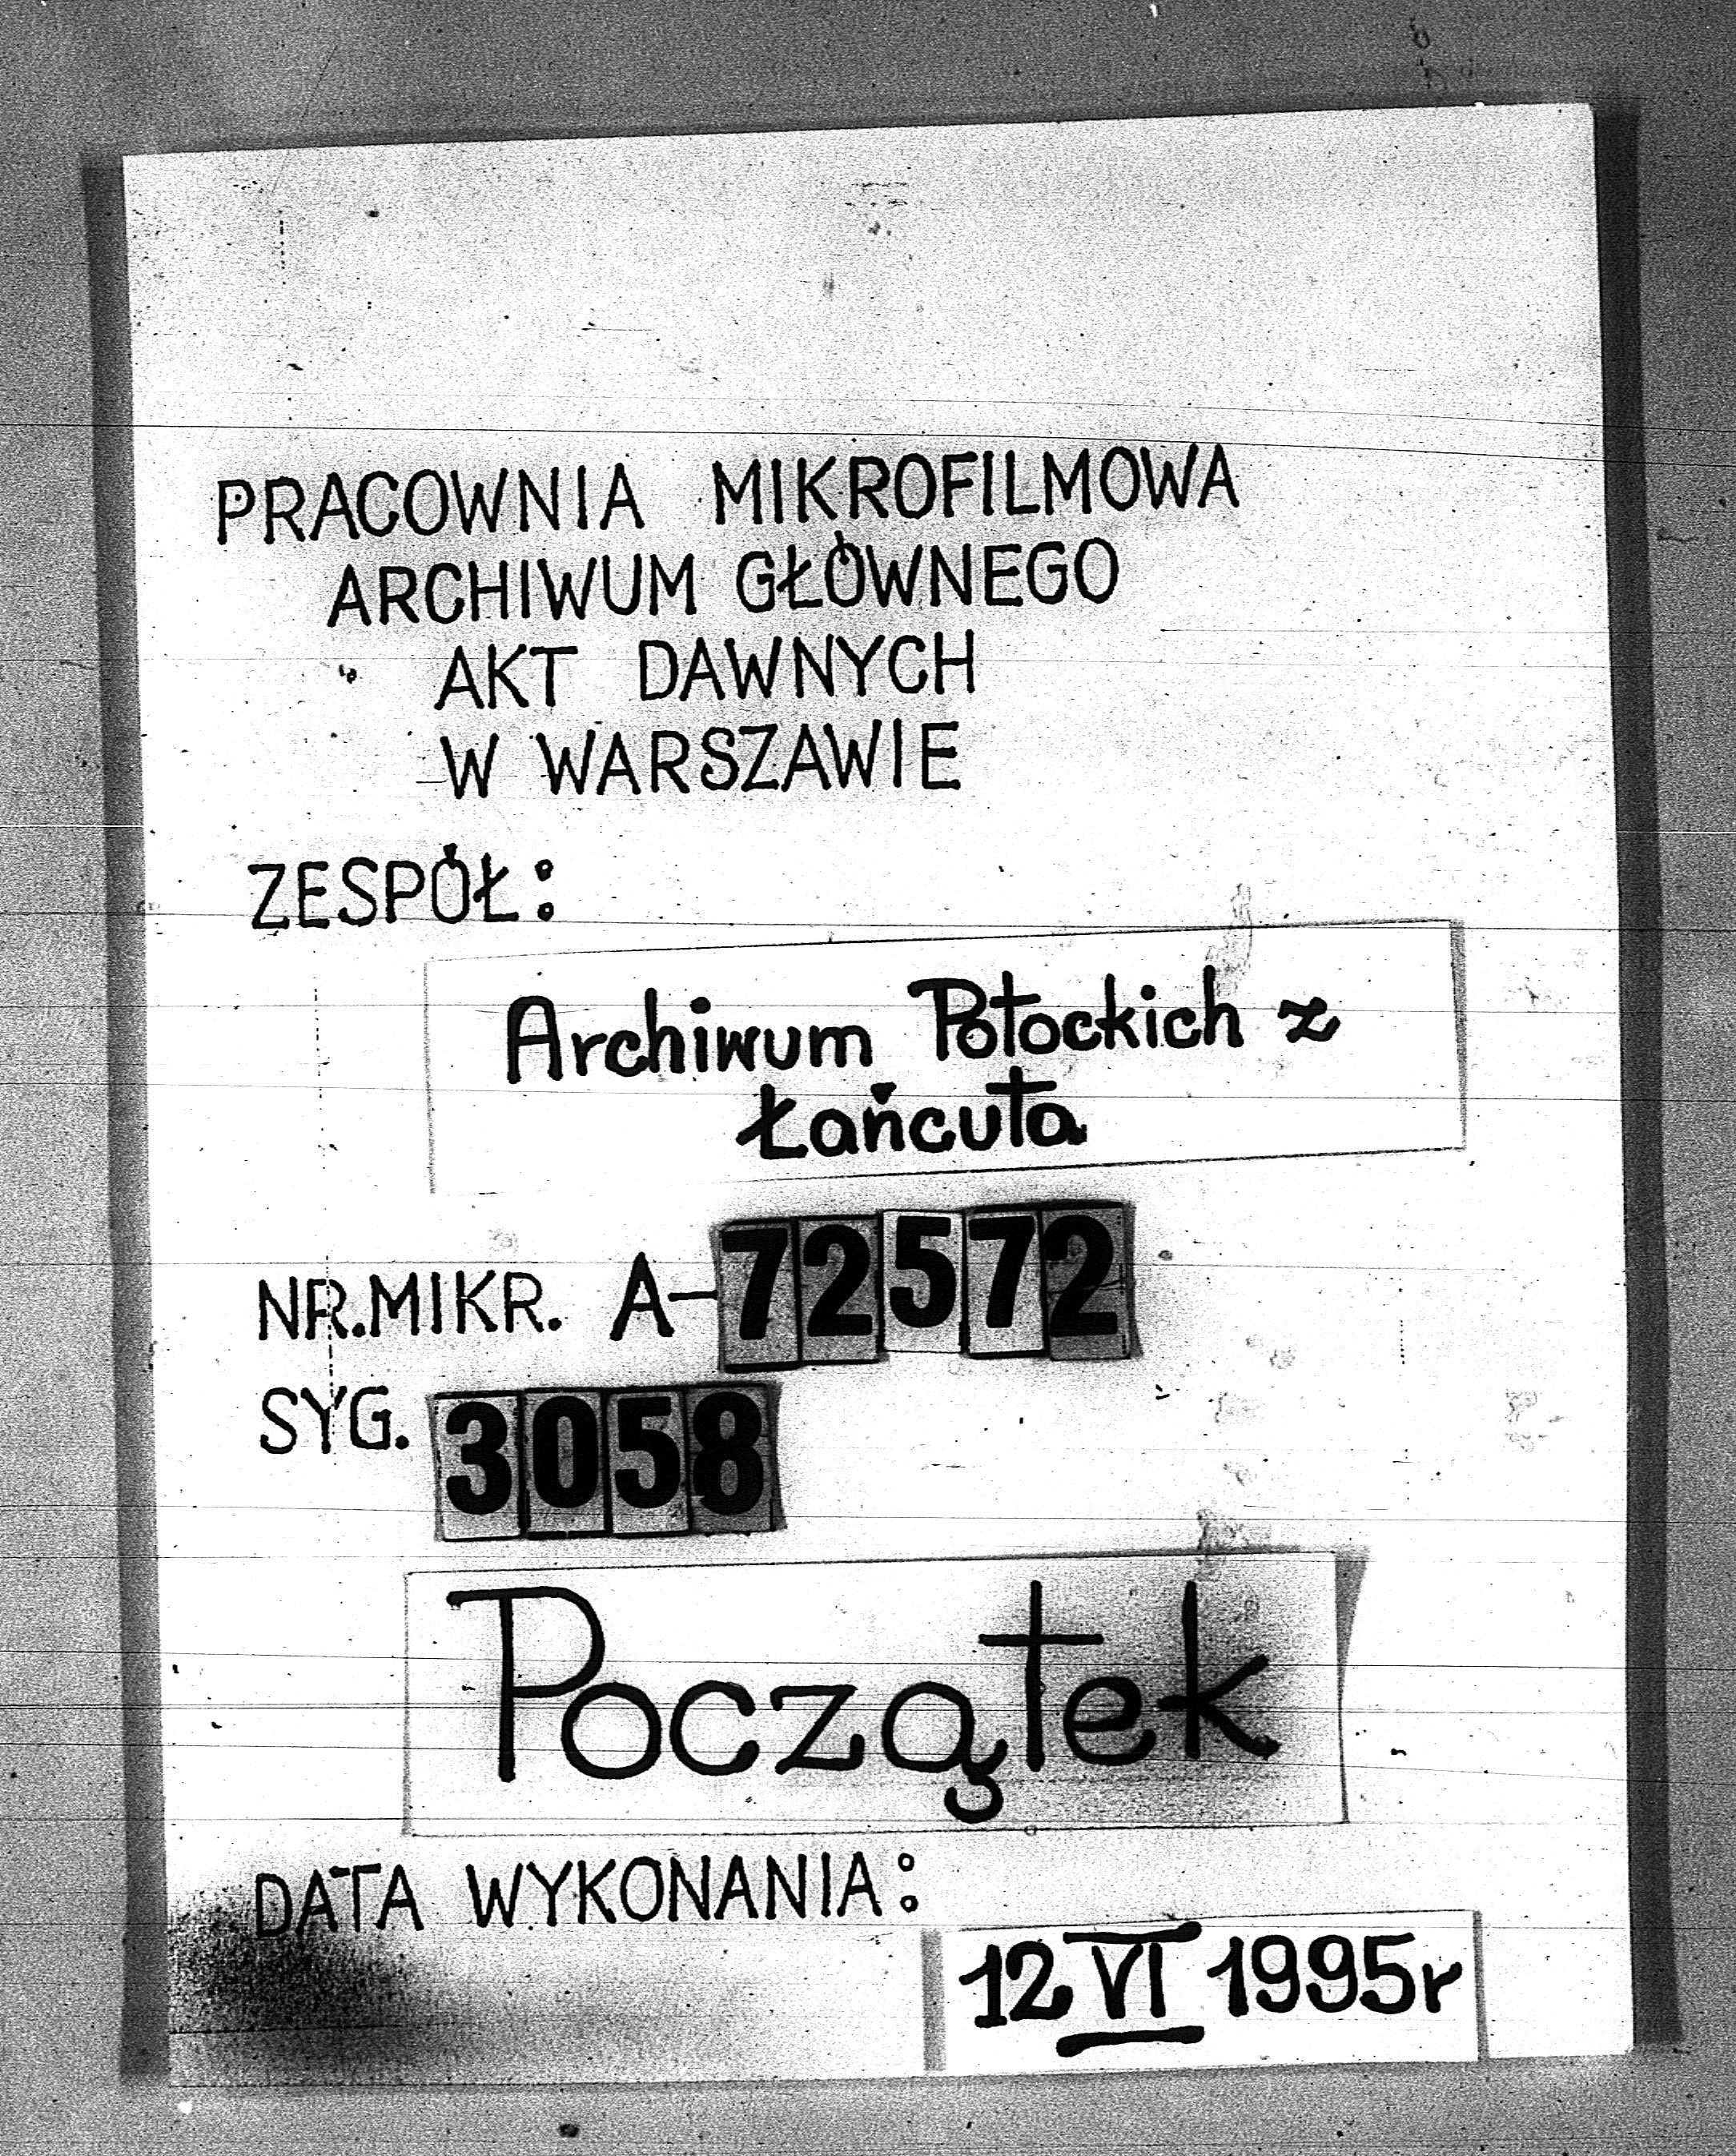 PRACOWNIA MIKROFILMOWA
ARCHIWUM GŁÓWNEGO
AKT DAWNYCH
W WARSZAWIE
ZESPÓŁ:
Archiwum Potockich z
Łańcuta
NR.MIKR. A-72572
SYG. 3058
Początek
DATA WYKONANIA:
12 VI 1995r